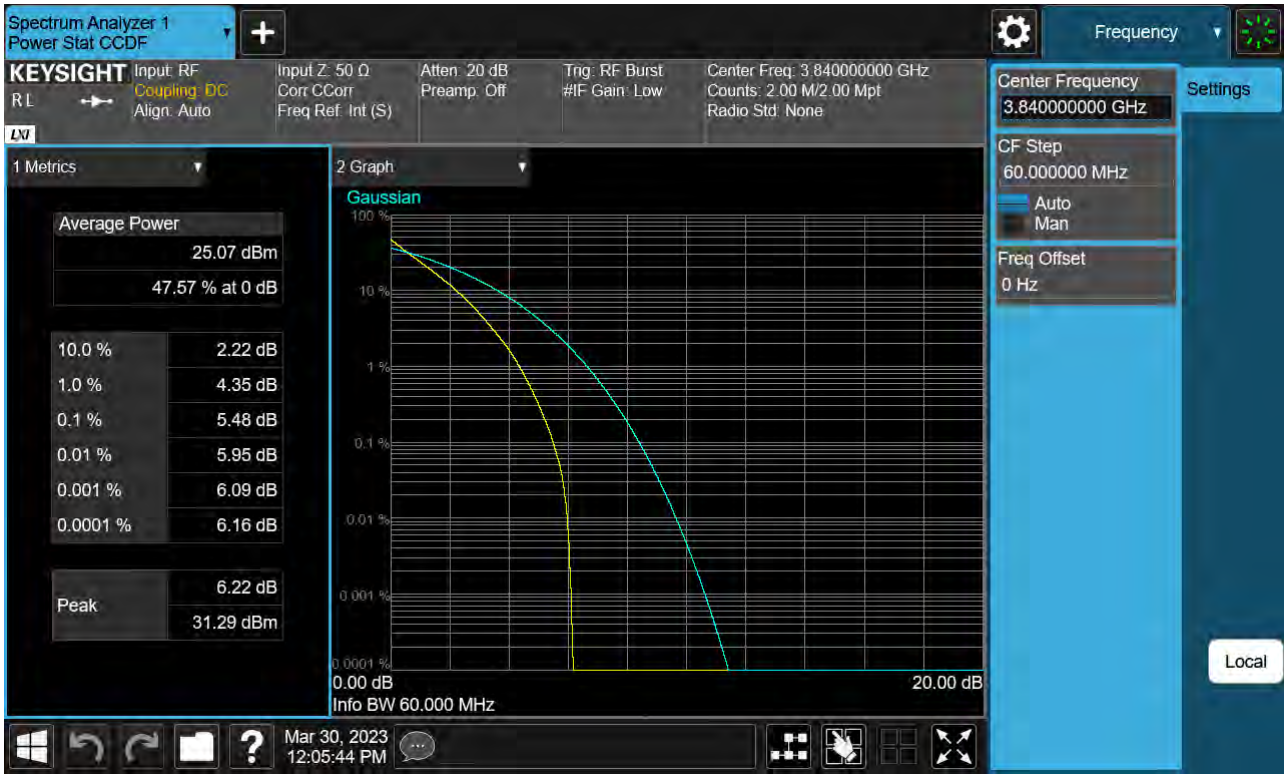 Spectrum Analyzer 1
Power Stat CCDF
Frequency
KEYSIGHT
RL
LXI
Input: RF
Coupling: DC
Align: Auto
Input Z: 50 Ω
Corr CCorr
Freq Ref: Int (S)
Atten: 20 dB
Preamp: Off
Trig: RF Burst
#IF Gain: Low
Center Freq: 3.840000000 GHz
Counts: 2.00 M/2.00 Mpt
Radio Std: None
Center Frequency
3.840000000 GHz
Settings
CF Step
60.000000 MHz
Auto
Man
Freq Offset
0 Hz
1 Metrics
Average Power
25.07 dBm
47.57 % at 0 dB
10.0 % 2.22 dB
1.0 % 4.35 dB
0.1 % 5.48 dB
0.01 % 5.95 dB
0.001 % 6.09 dB
0.0001 % 6.16 dB
Peak 6.22 dB
31.29 dBm
2 Graph
Gaussian
100 %
10 %
1 %
0.1 %
0.01 %
0.001 %
0.0001 %
0.00 dB 20.00 dB
Info BW 60.000 MHz
Local
?
Mar 30, 2023
12:05:44 PM